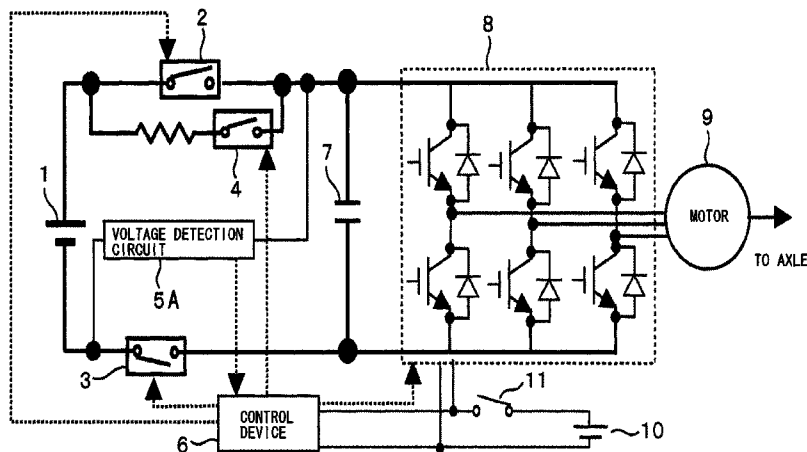 2
8
4
7
9
1
MOTOR
VOLTAGE DETECTION
CIRCUIT
TO AXLE
5A
3
11
CONTROL
DEVICE
10
6